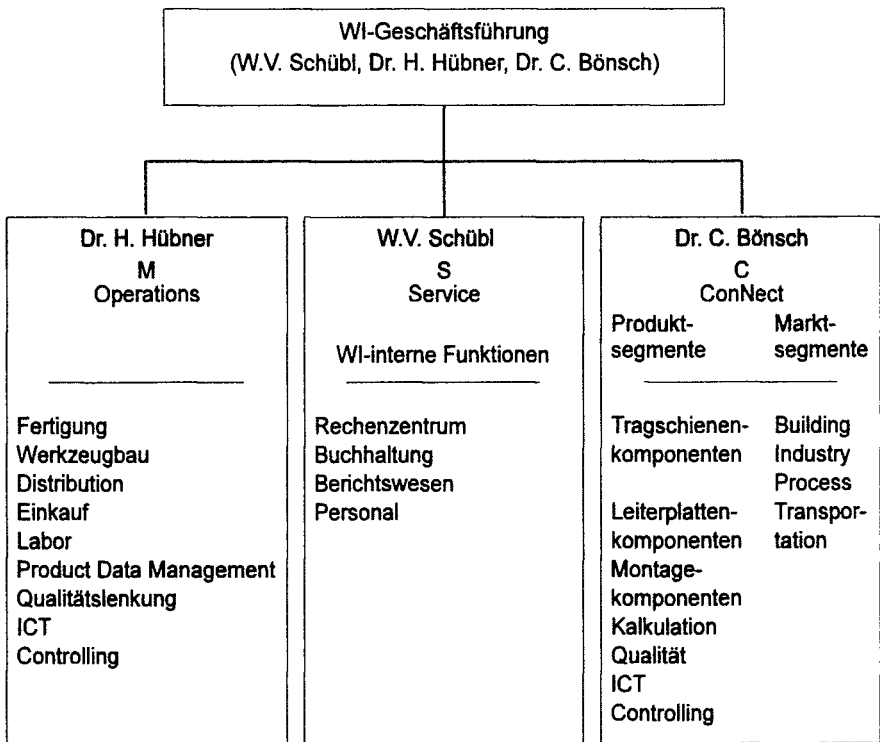 WI-Geschäftsführung
(W.V. Schübl, Dr. H. Hübner, Dr. C. Bönsch)
Dr. H. Hübner
M
Operations
Fertigung
Werkzeugbau
Distribution
Einkauf
Labor
Product Data Management
Qualitätslenkung
ICT
Controlling
W.V. Schübl
S
Service
WI-interne Funktionen
Rechenzentrum
Buchhaltung
Berichtswesen
Personal
Dr. C. Bönsch
C
ConNect
Produkt-
segmente
Tragschienen-
komponenten
Leiterplatten-
komponenten
Montage-
komponenten
Kalkulation
Qualität
ICT
Controlling
Markt-
segmente
Building
Industry
Process
Transpor-
tation